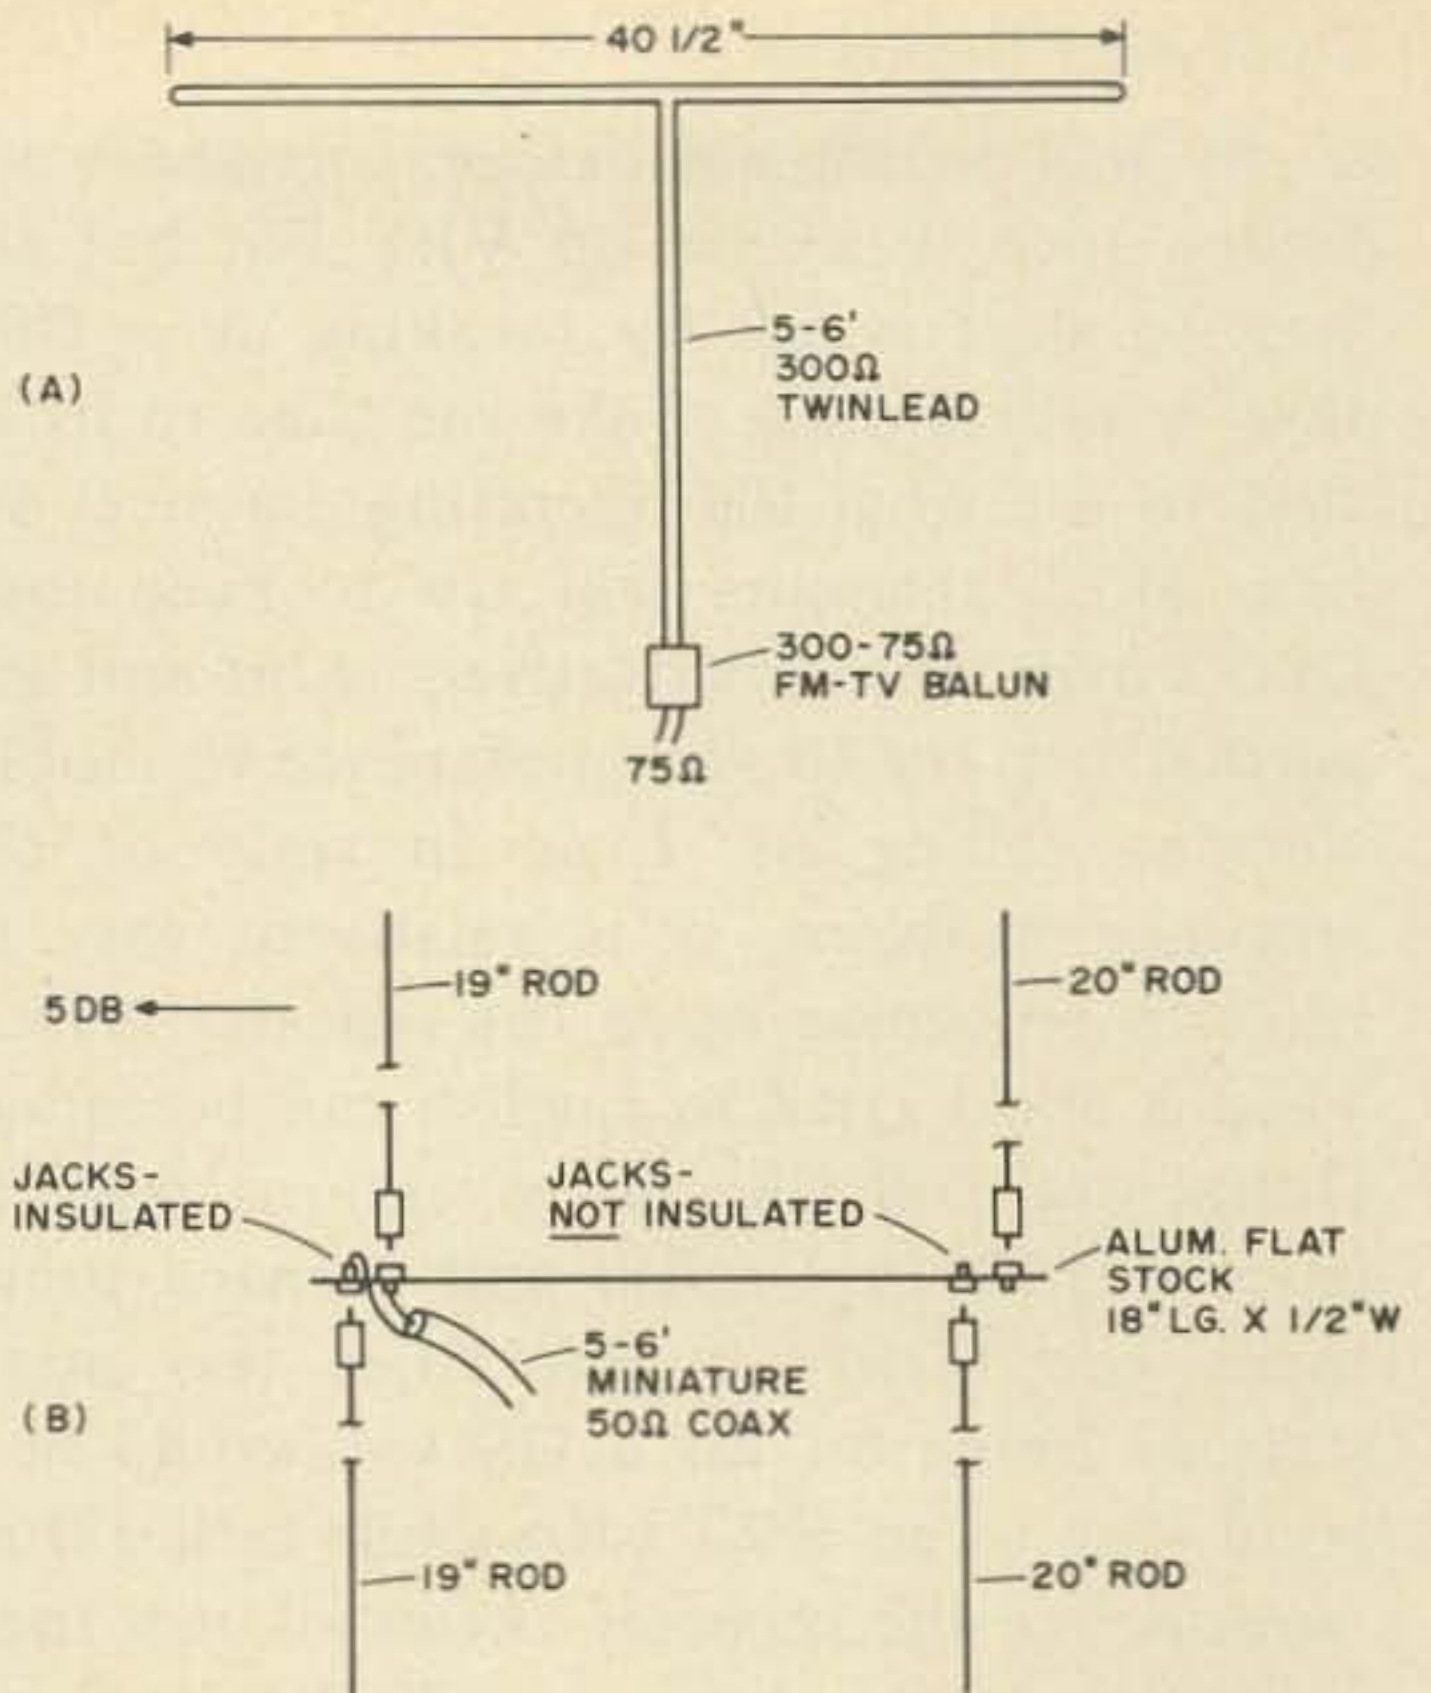 40 1/2"
5-6'
300Ω
TWINLEAD
(A)
300-75Ω
FM-TV BALUN
75Ω
19" ROD
20" ROD
5 DB
JACKS-
INSULATED
JACKS-
NOT INSULATED
ALUM. FLAT
STOCK
18" LG. X 1/2" W
5-6'
MINIATURE
50Ω COAX
(B)
19" ROD
20" ROD